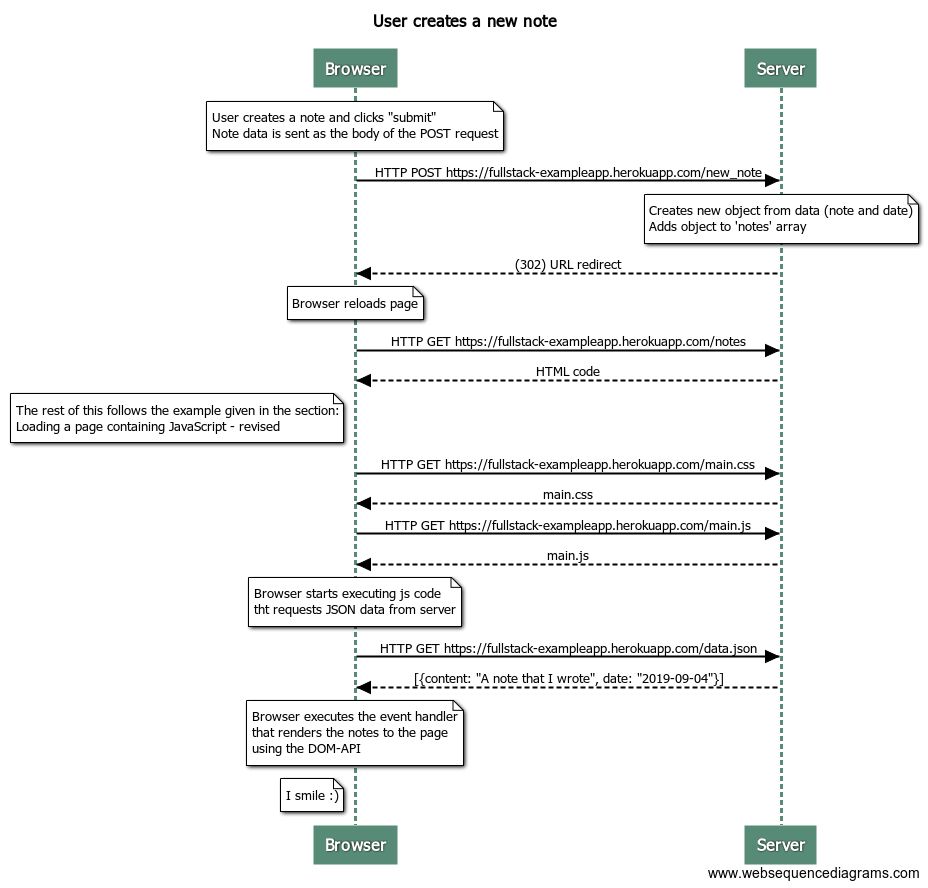 User creates a new note
Browser
Server
User creates a note and clicks "submit"
Note data is sent as the body of the POST request
HTTP POST https://fullstack-exampleapp.herokuapp.com/new_note
Creates new object from data (note and date)
Adds object to 'notes' array
(302) URL redirect
Browser reloads page
HTTP GET https://fullstack-exampleapp.herokuapp.com/notes
HTML code
The rest of this follows the example given in the section:
Loading a page containing JavaScript - revised
HTTP GET https://fullstack-exampleapp.herokuapp.com/main.css
main.css
HTTP GET https://fullstack-exampleapp.herokuapp.com/main.js
main.js
Browser starts executing js code
tht requests JSON data from server
HTTP GET https://fullstack-exampleapp.herokuapp.com/data.json
[{content: "A note that I wrote", date: "2019-09-04"}]
Browser executes the event handler
that renders the notes to the page
using the DOM-API
I smile :)
Browser
Server
www.websequencediagrams.com